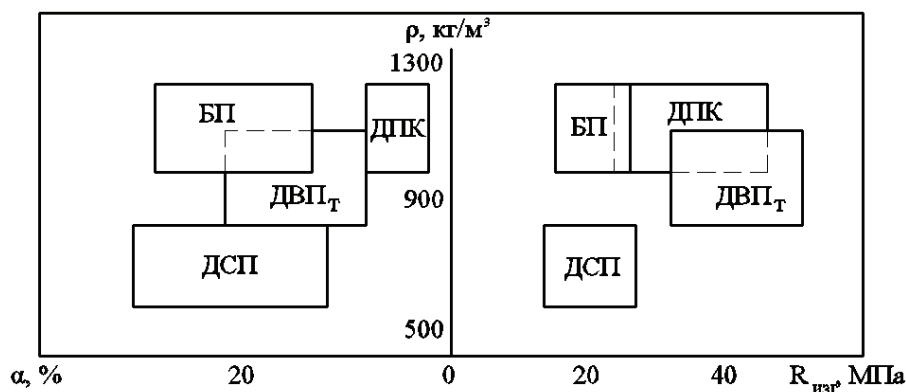 ρ, кг/м³
1300
БП
ДПК
БП
ДПК
ДВПТ
900
ДВПТ
ДСП
ДСП
500
α, % 20 0 20 40 Rизг, МПа